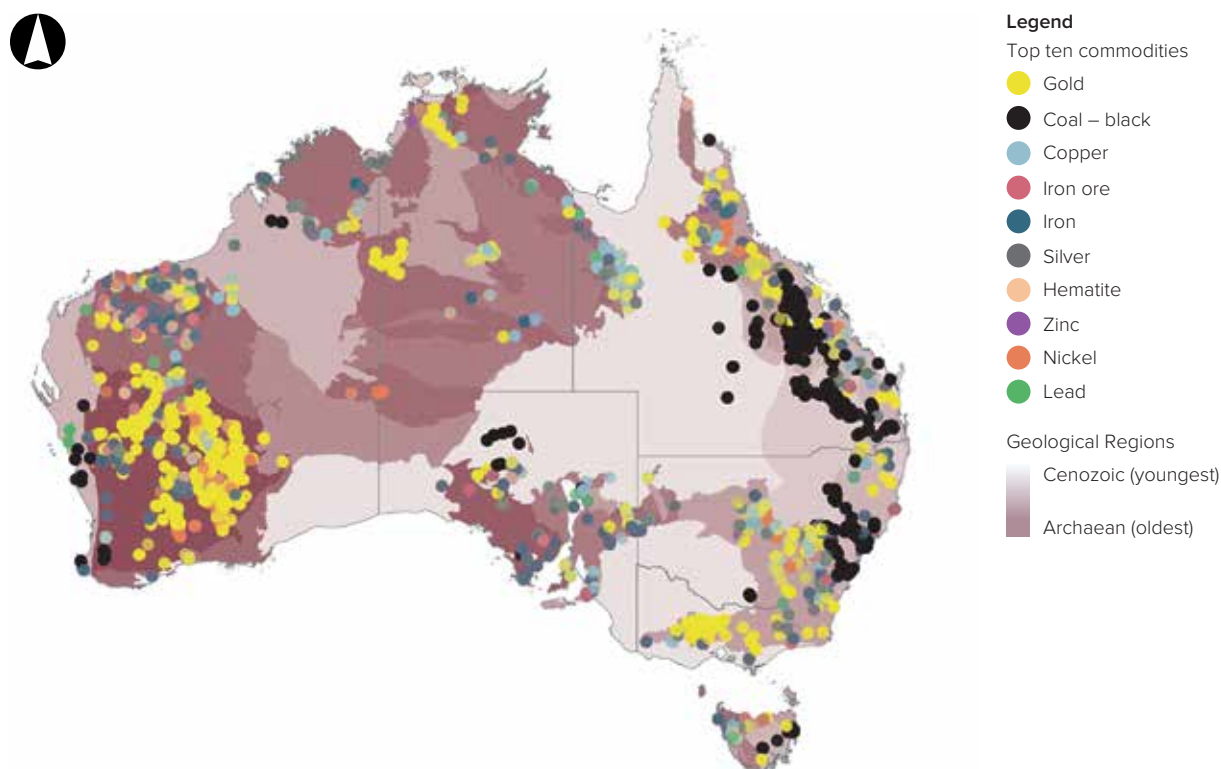 Legend
Top ten commodities
Gold
Coal – black
Copper
Iron ore
Iron
Silver
Hematite
Zinc
Nickel
Lead
Geological Regions
Cenozoic (youngest)
Archaean (oldest)